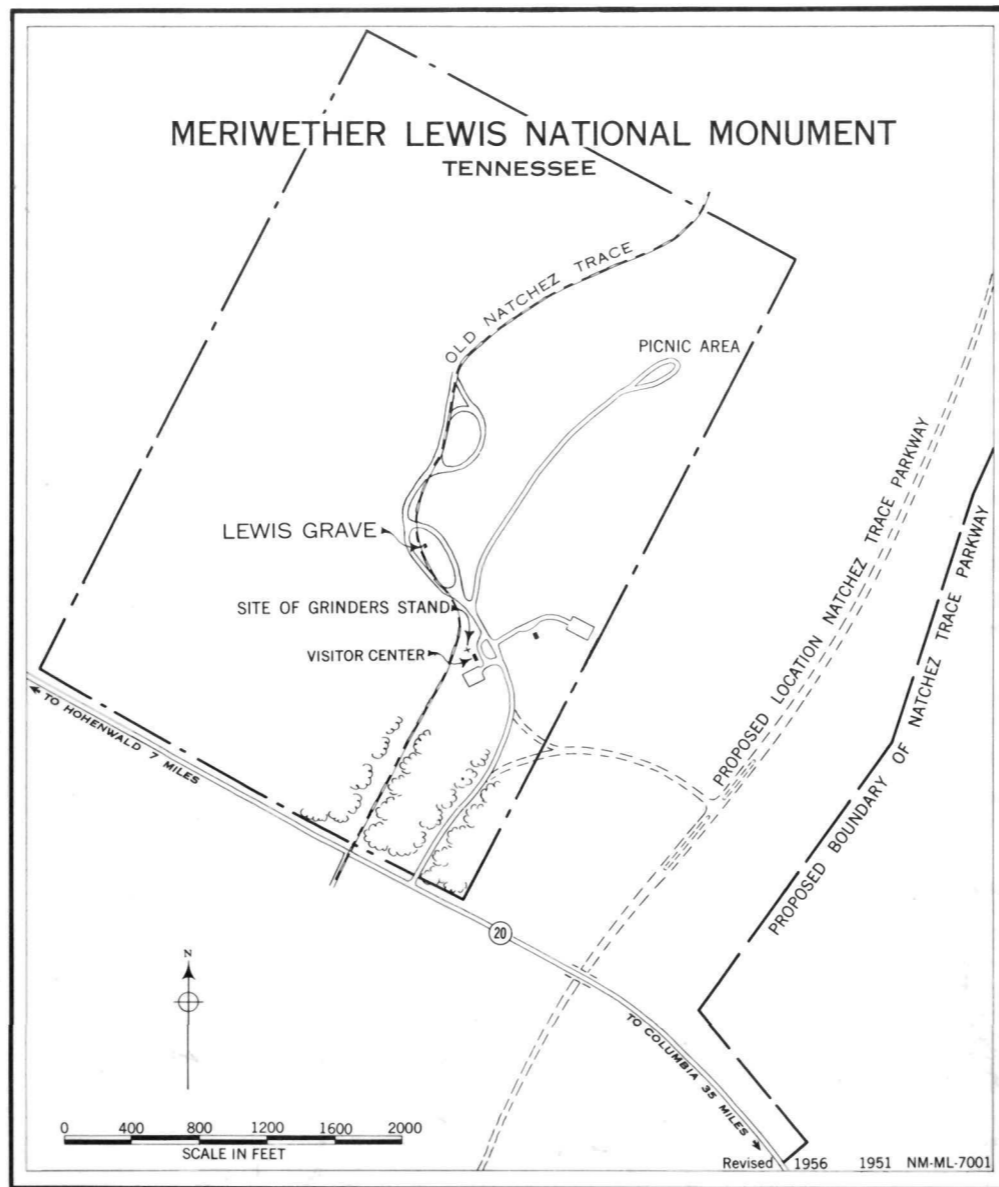 MERIWETHER LEWIS NATIONAL MONUMENT
TENNESSEE
OLD NATCHEZ TRACE
PICNIC AREA
LEWIS GRAVE
SITE OF GRINDERS STAND
VISITOR CENTER
PROPOSED LOCATION NATCHEZ TRACE PARKWAY
PROPOSED BOUNDARY OF NATCHEZ TRACE PARKWAY
TO HOHENWALD 7 MILES
20
TO COLUMBIA 35 MILES
N
0 400 800 1200 1600 2000
SCALE IN FEET
Revised 1956 1951 NM-ML-7001